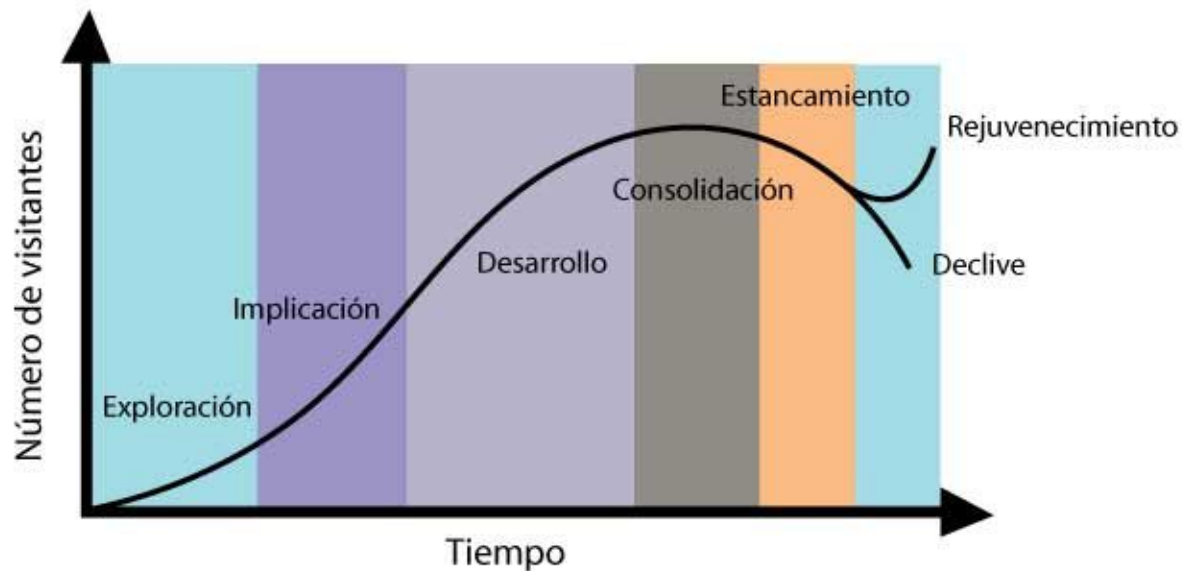 Número de visitantes
Estancamiento
Rejuvenecimiento
Consolidación
Desarrollo
Declive
Implicación
Exploración
Tiempo